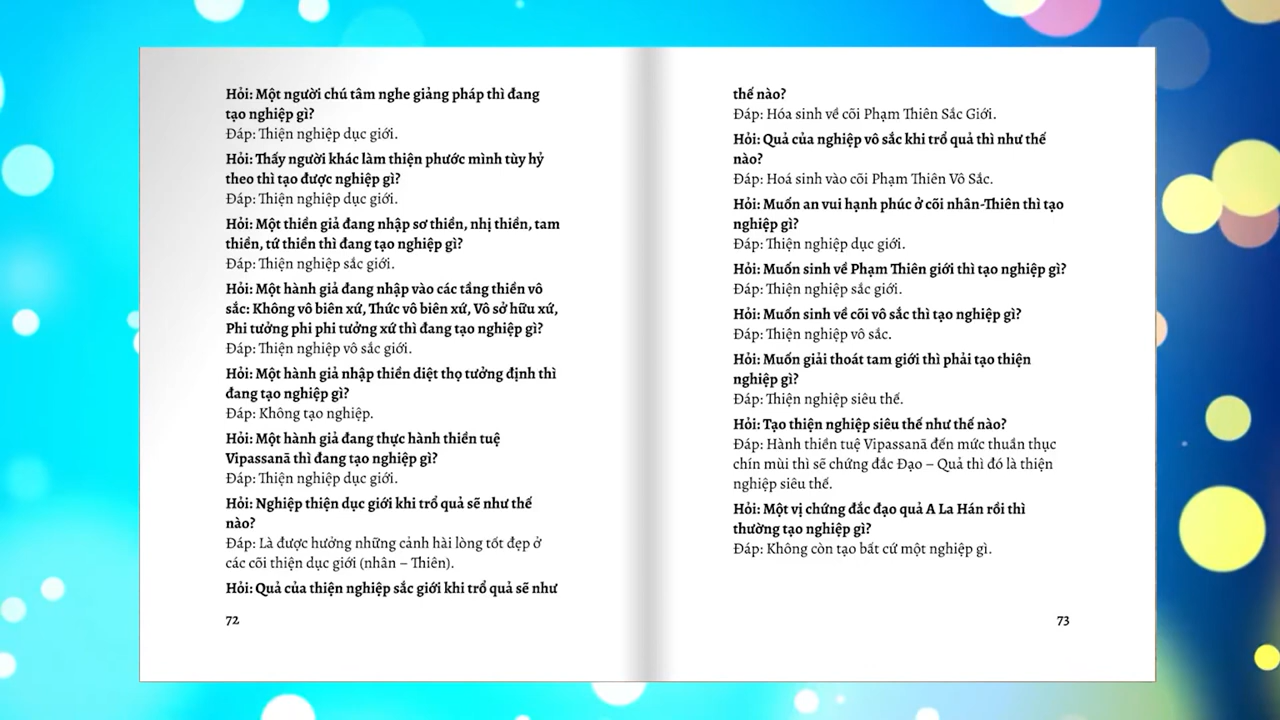 Hỏi: Một người chú tâm nghe giảng pháp thì đang
tạo nghiệp gì?
Đáp: Thiện nghiệp dục giới.
Hỏi: Thấy người khác làm thiện phước mình tùy hỷ
theo thì tạo được nghiệp gì?
Đáp: Thiện nghiệp dục giới.
Hỏi: Một thiền giả đang nhập sơ thiền, nhị thiền, tam
thiền, tứ thiền thì đang tạo nghiệp gì?
Đáp: Thiện nghiệp sắc giới.
Hỏi: Một hành giả đang nhập vào các tầng thiền vô
sắc: Không vô biên xứ, Thức vô biên xứ, Vô sở hữu xứ,
Phi tưởng phi phi tưởng xứ thì đang tạo nghiệp gì?
Đáp: Thiện nghiệp vô sắc giới.
Hỏi: Một hành giả nhập thiền diệt thọ tưởng định thì
đang tạo nghiệp gì?
Đáp: Không tạo nghiệp.
Hỏi: Một hành giả đang thực hành thiền tuệ
Vipassanā thì đang tạo nghiệp gì?
Đáp: Thiện nghiệp dục giới.
Hỏi: Nghiệp thiện dục giới khi trổ quả sẽ như thế
nào?
Đáp: Là được hưởng những cảnh hài lòng tốt đẹp ở
các cõi thiện dục giới (nhân – Thiên).
Hỏi: Quả của thiện nghiệp sắc giới khi trổ quả sẽ như
72
thế nào?
Đáp: Hóa sinh về cõi Phạm Thiên Sắc Giới.
Hỏi: Quả của nghiệp vô sắc khi trổ quả thì như thế
nào?
Đáp: Hoá sinh vào cõi Phạm Thiên Vô Sắc.
Hỏi: Muốn an vui hạnh phúc ở cõi nhân-Thiên thì tạo
nghiệp gì?
Đáp: Thiện nghiệp dục giới.
Hỏi: Muốn sinh về Phạm Thiên giới thì tạo nghiệp gì?
Đáp: Thiện nghiệp sắc giới.
Hỏi: Muốn sinh về cõi vô sắc thì tạo nghiệp gì?
Đáp: Thiện nghiệp vô sắc.
Hỏi: Muốn giải thoát tam giới thì phải tạo thiện
nghiệp gì?
Đáp: Thiện nghiệp siêu thế.
Hỏi: Tạo thiện nghiệp siêu thế như thế nào?
Đáp: Hành thiền tuệ Vipassanā đến mức thuần thục
chín mùi thì sẽ chứng đắc Đạo – Quả thì đó là thiện
nghiệp siêu thế.
Hỏi: Một vị chứng đắc đạo quả A La Hán rồi thì
thường tạo nghiệp gì?
Đáp: Không còn tạo bất cứ một nghiệp gì.
73